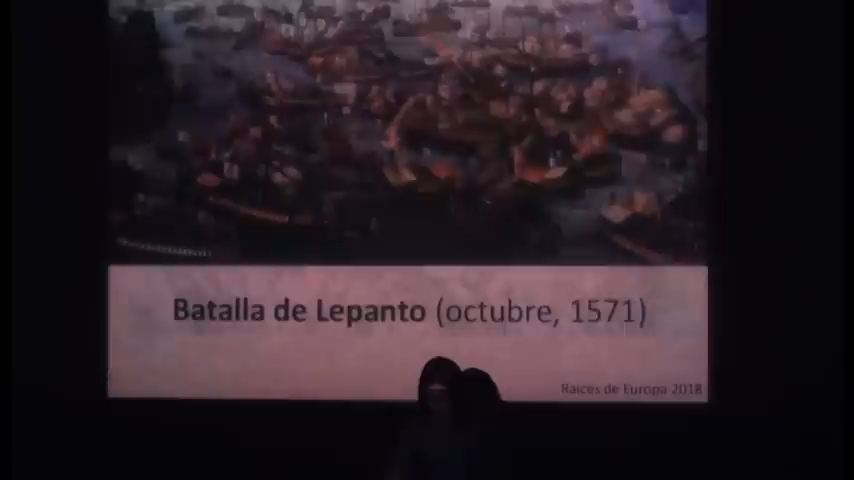 Batalla de Lepanto (octubre, 1571)
Raíces de Europa 2018